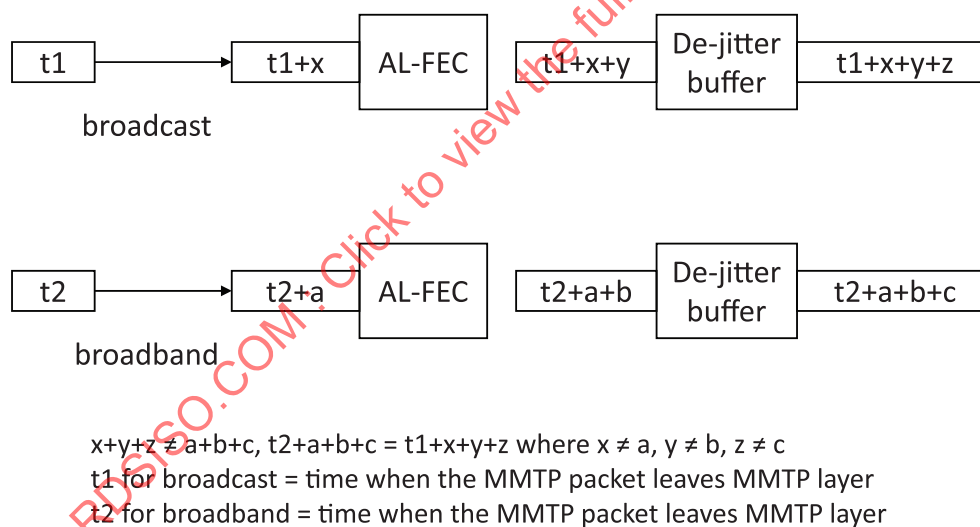 t1
t1+x
AL-FEC
t1+x+y
De-jitter
buffer
t1+x+y+z
broadcast
t2
t2+a
AL-FEC
t2+a+b
De-jitter
buffer
t2+a+b+c
broadband
x+y+z ≠ a+b+c, t2+a+b+c = t1+x+y+z where x ≠ a, y ≠ b, z ≠ c
t1 for broadcast = time when the MMTP packet leaves MMTP layer
t2 for broadband = time when the MMTP packet leaves MMTP layer
RDSISO.COM : Click to view the full